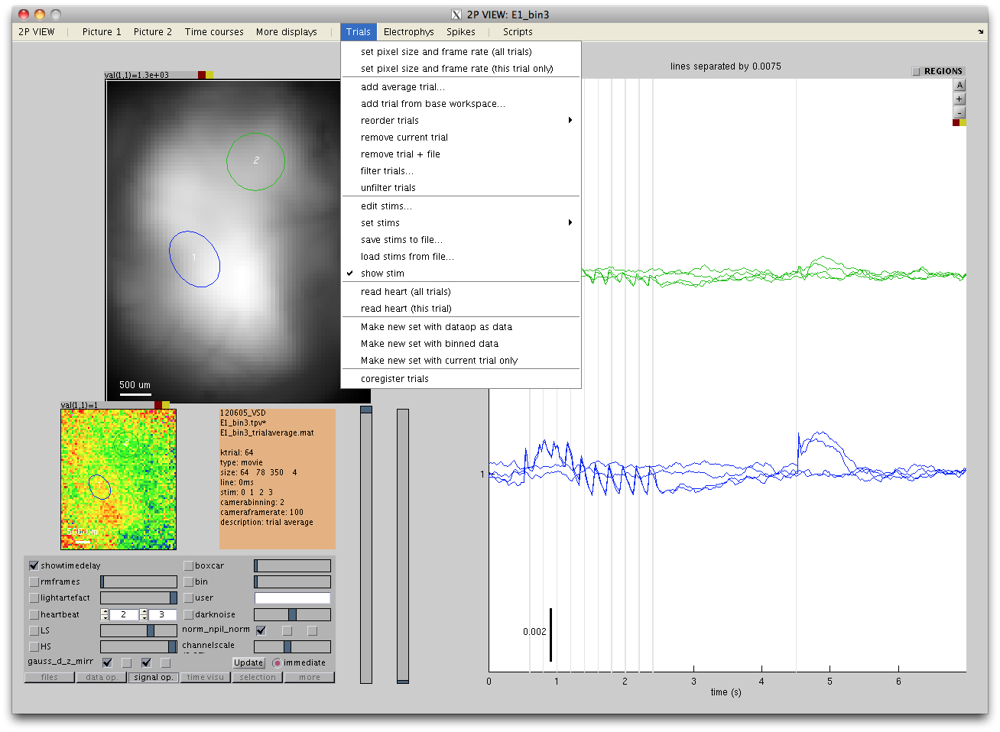 2P VIEW: E1_bin3
2P VIEW Picture 1 Picture 2 Time courses More displays Trials Electrophys Spikes Scripts
set pixel size and frame rate (all trials)
set pixel size and frame rate (this trial only)
add average trial...
add trial from base workspace...
reorder trials
remove current trial
remove trial + file
filter trials...
unfilter trials
edit stims...
set stims
save stims to file...
load stims from file...
show stim
read heart (all trials)
read heart (this trial)
Make new set with dataop as data
Make new set with binned data
Make new set with current trial only
coregister trials
val(1,1)=1.3e+03
2
1
500 um
lines separated by 0.0075
REGIONS
A
+
-
1
0.002
0 1 2 3 4 5 6
time (s)
val(1,1)=1
2
1
500 um
120605_VSD
E1_bin3.tpv*
E1_bin3_trialaverage.mat
ktrial: 64
type: movie
size: 64 78 350 4
line: 0ms
stim: 0 1 2 3
camerabinning: 2
cameraframerate: 100
description: trial average
showtimedelay boxcar
rmframes bin
lightartefact user
heartbeat 2 3 darknoise
LS norm_npil_norm
HS channelscale
gauss_d_z_mirr Update immediate
files data op. signal op. time visu selection more